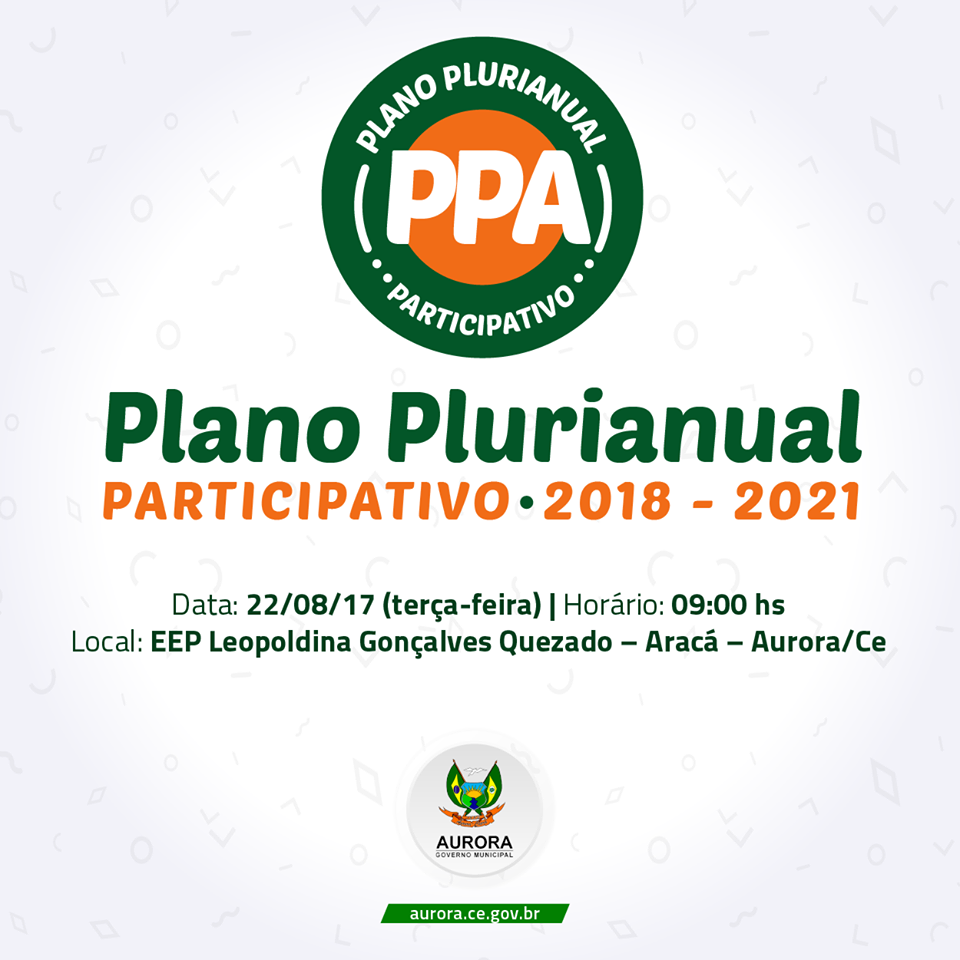 PLANO PLURIANUAL
PPA
PARTICIPATIVO
Plano Plurianual
PARTICIPATIVO • 2018 - 2021
Data: 22/08/17 (terça-feira) | Horário: 09:00 hs
Local: EEP Leopoldina Gonçalves Quezado – Aracá – Aurora/Ce
AURORA
GOVERNO MUNICIPAL
aurora.ce.gov.br